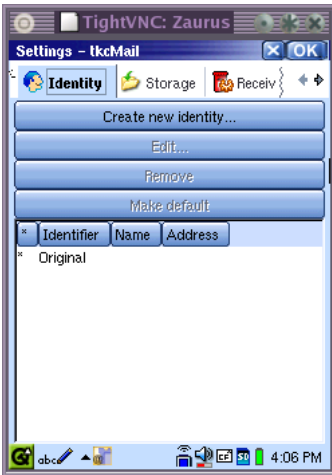 TightVNC: Zaurus
Settings - tkcMail OK
Identity Storage Receiv
Create new identity...
Edit...
Remove
Make default
* Identifier Name Address
* Original
abc 4:06 PM